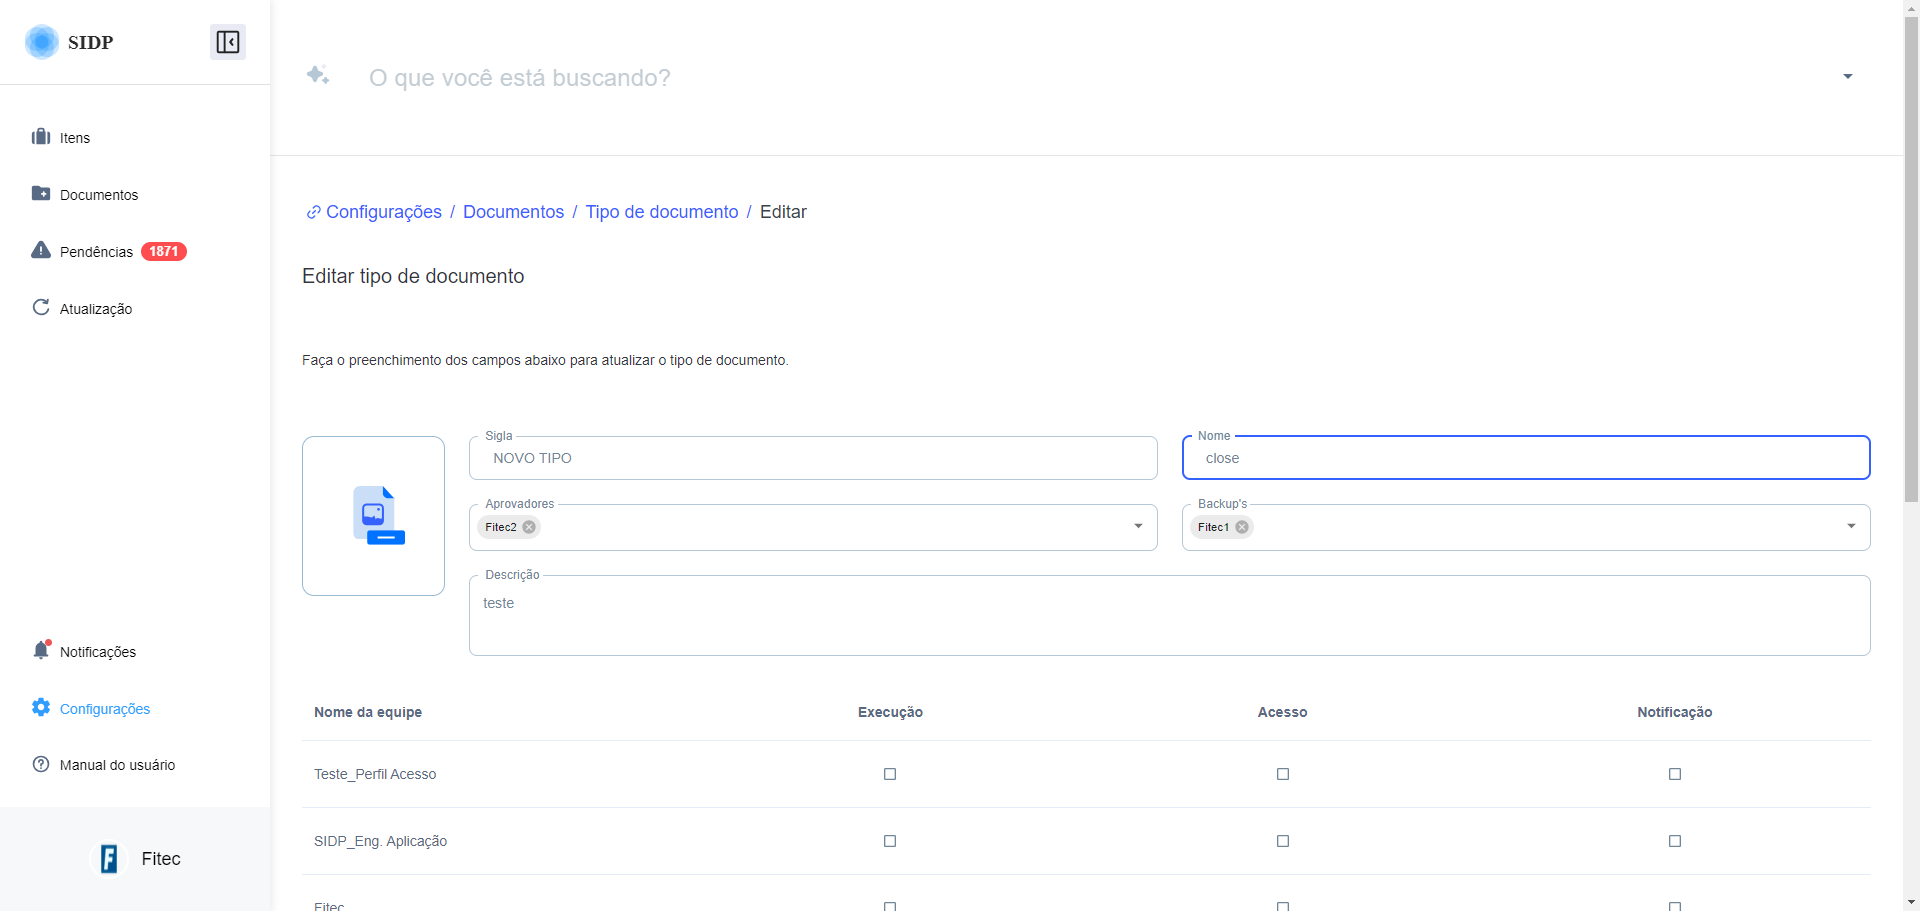 SIDP
O que você está buscando?
Itens
Documentos
Pendências 1871
Atualização
Configurações / Documentos / Tipo de documento / Editar
Editar tipo de documento
Faça o preenchimento dos campos abaixo para atualizar o tipo de documento.
Sigla
NOVO TIPO
Nome
close
Aprovadores
Fitec2
Backup's
Fitec1
Descrição
teste
Nome da equipe Execução Acesso Notificação
Teste_Perfil Acesso
SIDP_Eng. Aplicação
Fitec
Notificações
Configurações
Manual do usuário
F Fitec